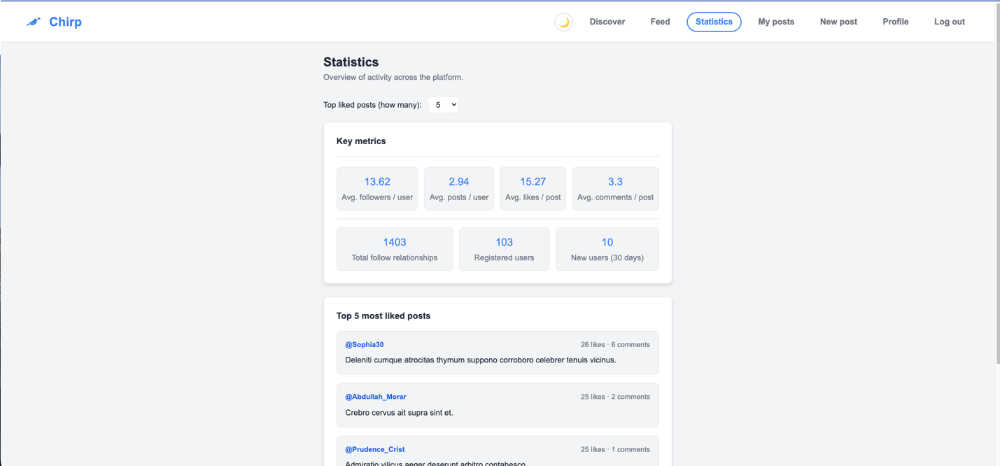 Chirp
Discover
Feed
Statistics
My posts
New post
Profile
Log out
Statistics
Overview of activity across the platform.
Top liked posts (how many): 5
Key metrics
13.62
Avg. followers / user
2.94
Avg. posts / user
15.27
Avg. likes / post
3.3
Avg. comments / post
1403
Total follow relationships
103
Registered users
10
New users (30 days)
Top 5 most liked posts
@Sophia30
26 likes · 6 comments
Deleniti cumque atrocitas thymum suppono corroboro celebrer tenuis vicinus.
@Abdullah_Morar
25 likes · 2 comments
Crebro cervus ait supra sint et.
@Prudence_Crist
25 likes · 1 comments
Admiratio vilicus aeger deserunt arbitro contabesco.